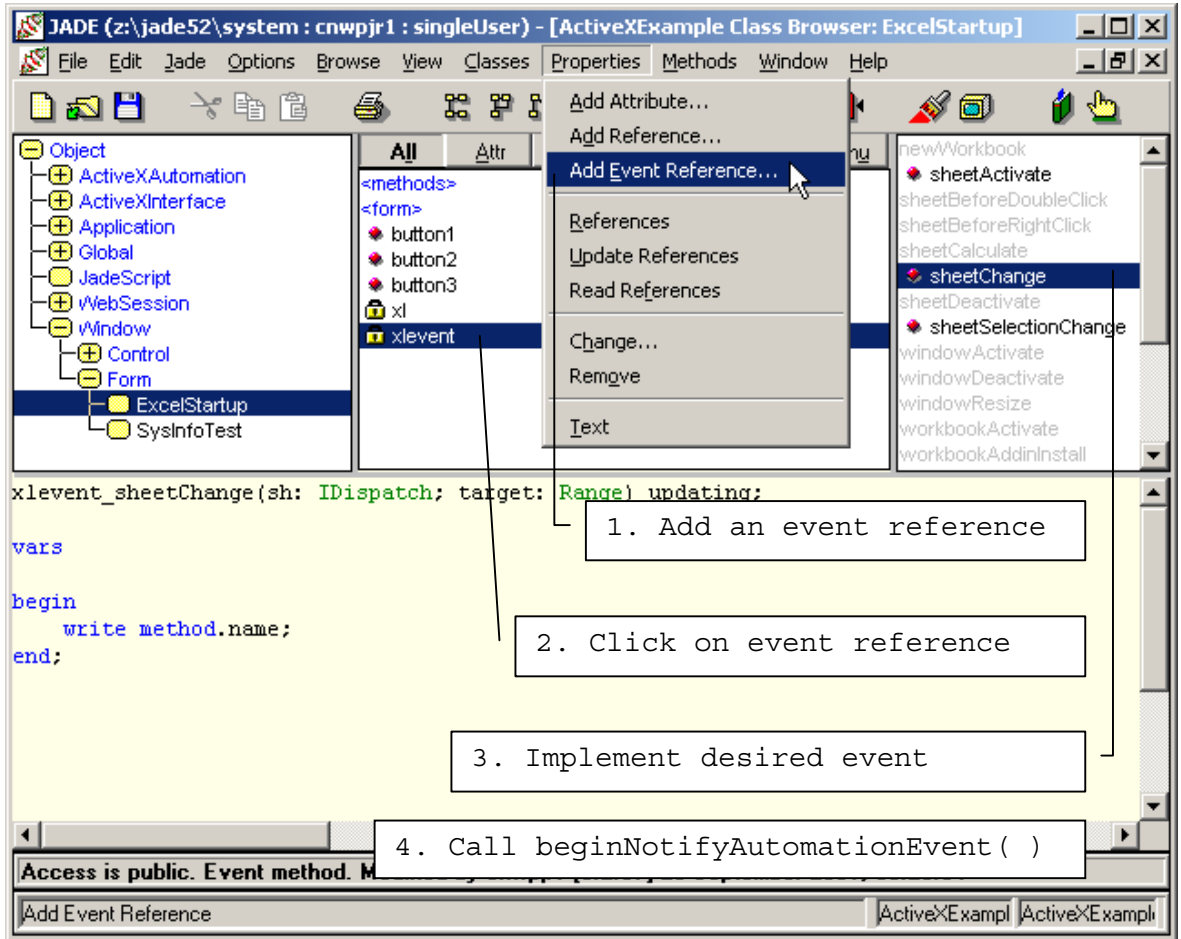 JADE (z:\jade52\system : cnwpjr1 : singleUser) - [ActiveXExample Class Browser: ExcelStartup]
File Edit Jade Options Browse View Classes Properties Methods Window Help
Add Attribute...
Add Reference...
Add Event Reference...
References
Update References
Read References
Change...
Remove
Text
Object
ActiveXAutomation
ActiveXInterface
Application
Global
JadeScript
WebSession
Window
Control
Form
ExcelStartup
SysInfoTest
All Attr
<methods>
<form>
button1
button2
button3
xl
xlevent
newWorkbook
sheetActivate
sheetBeforeDoubleClick
sheetBeforeRightClick
sheetCalculate
sheetChange
sheetDeactivate
sheetSelectionChange
windowActivate
windowDeactivate
windowResize
workbookActivate
workbookAddinInstall
xlevent_sheetChange(sh: IDispatch; target: Range) updating;
vars
begin
write method.name;
end;
1. Add an event reference
2. Click on event reference
3. Implement desired event
4. Call beginNotifyAutomationEvent( )
Access is public. Event method.
Add Event Reference ActiveXExampl ActiveXExampl